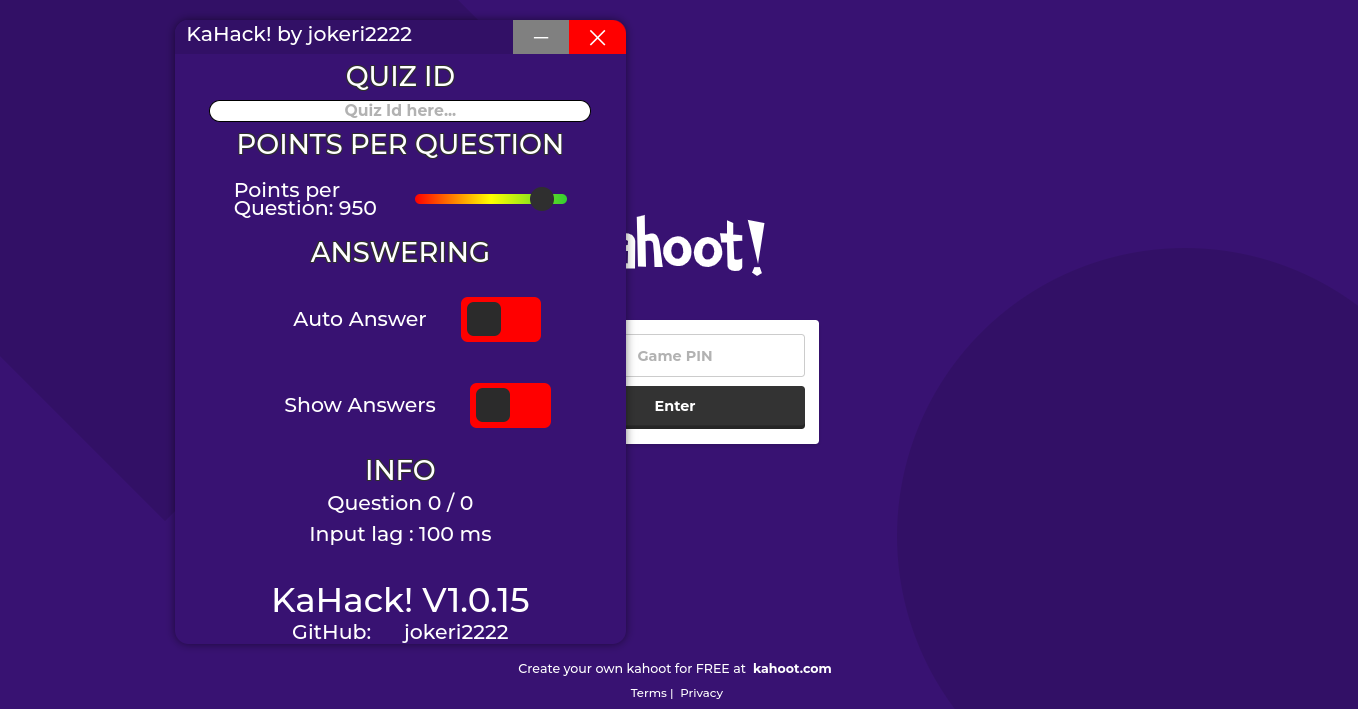 KaHack! by jokeri2222
QUIZ ID
Quiz Id here...
POINTS PER QUESTION
Points per
Question: 950
ANSWERING
Auto Answer
Show Answers
INFO
Question 0 / 0
Input lag : 100 ms
KaHack! V1.0.15
GitHub: jokeri2222
ahoot!
Game PIN
Enter
Create your own kahoot for FREE at kahoot.com
Terms | Privacy